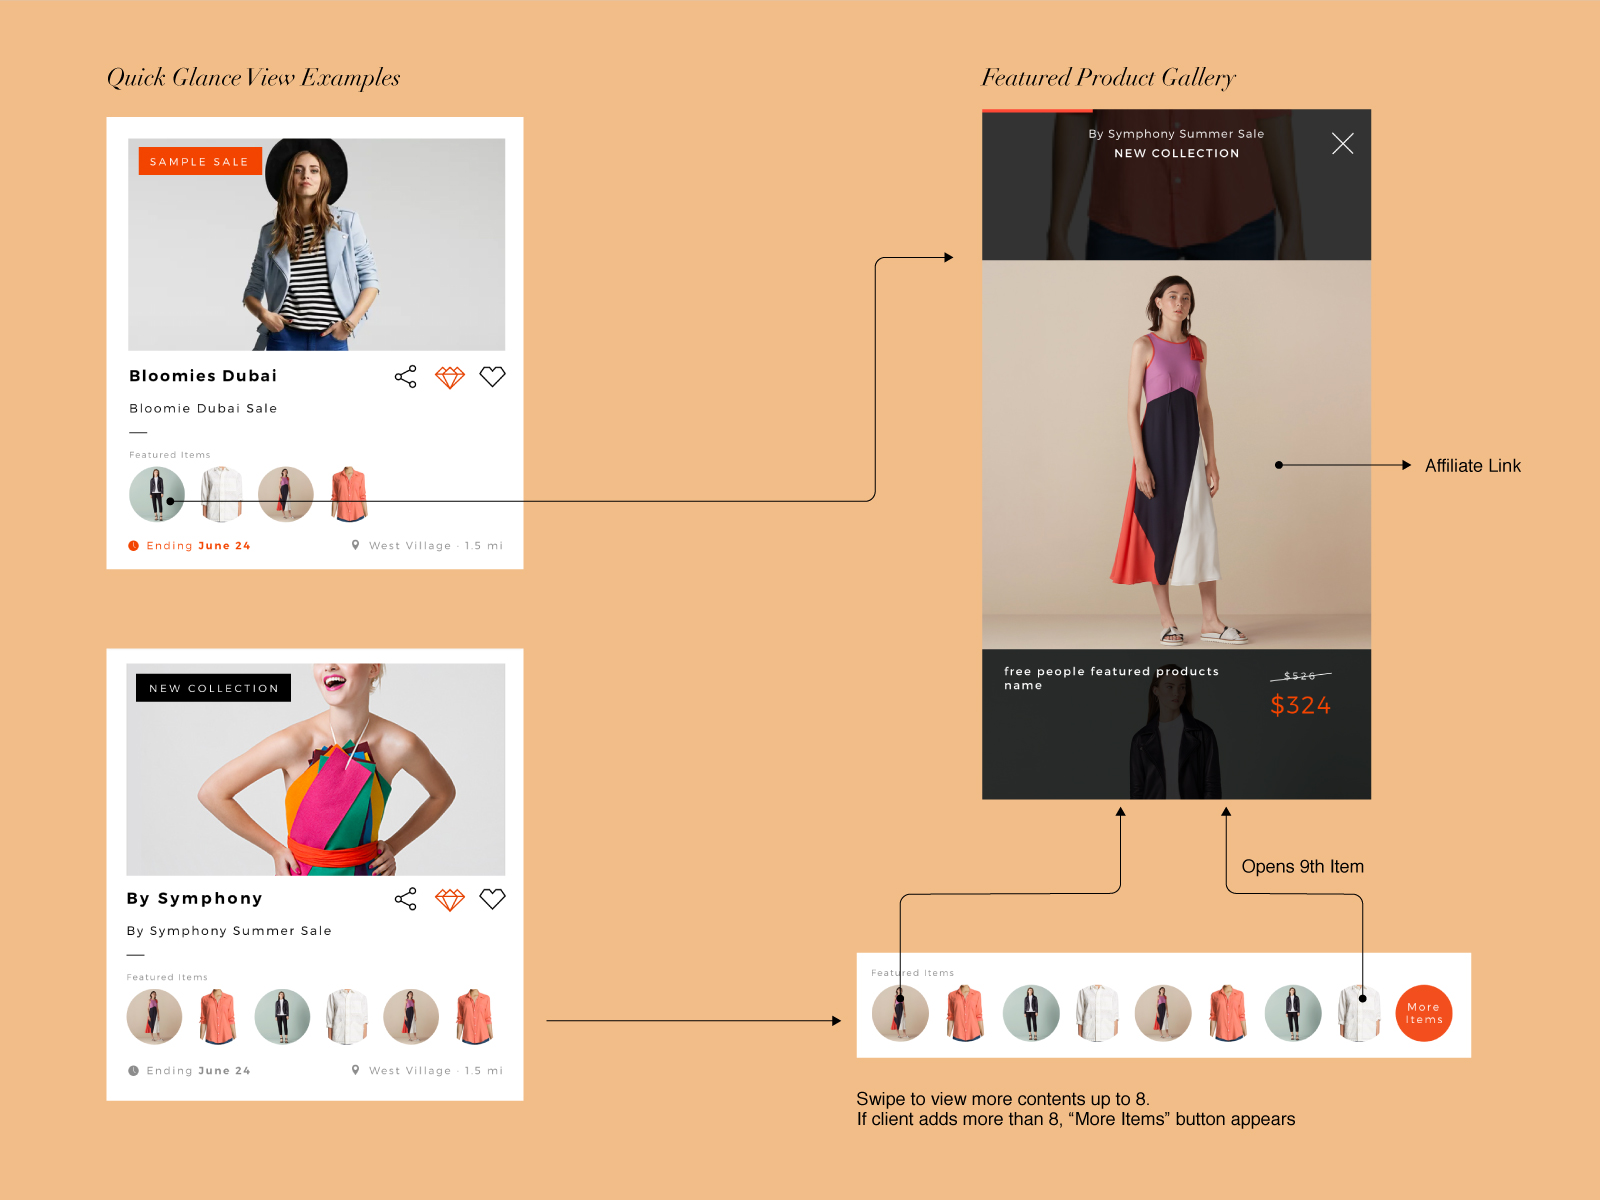 Quick Glance View Examples
SAMPLE SALE
Bloomies Dubai
Bloomie Dubai Sale
Featured Items
Ending June 24
West Village · 1.5 mi
NEW COLLECTION
By Symphony
By Symphony Summer Sale
Featured Items
Ending June 24
West Village · 1.5 mi
Featured Product Gallery
By Symphony Summer Sale
NEW COLLECTION
Affiliate Link
free people featured products
name
$526
$324
Opens 9th Item
Featured Items
More
Items
Swipe to view more contents up to 8.
If client adds more than 8, “More Items” button appears